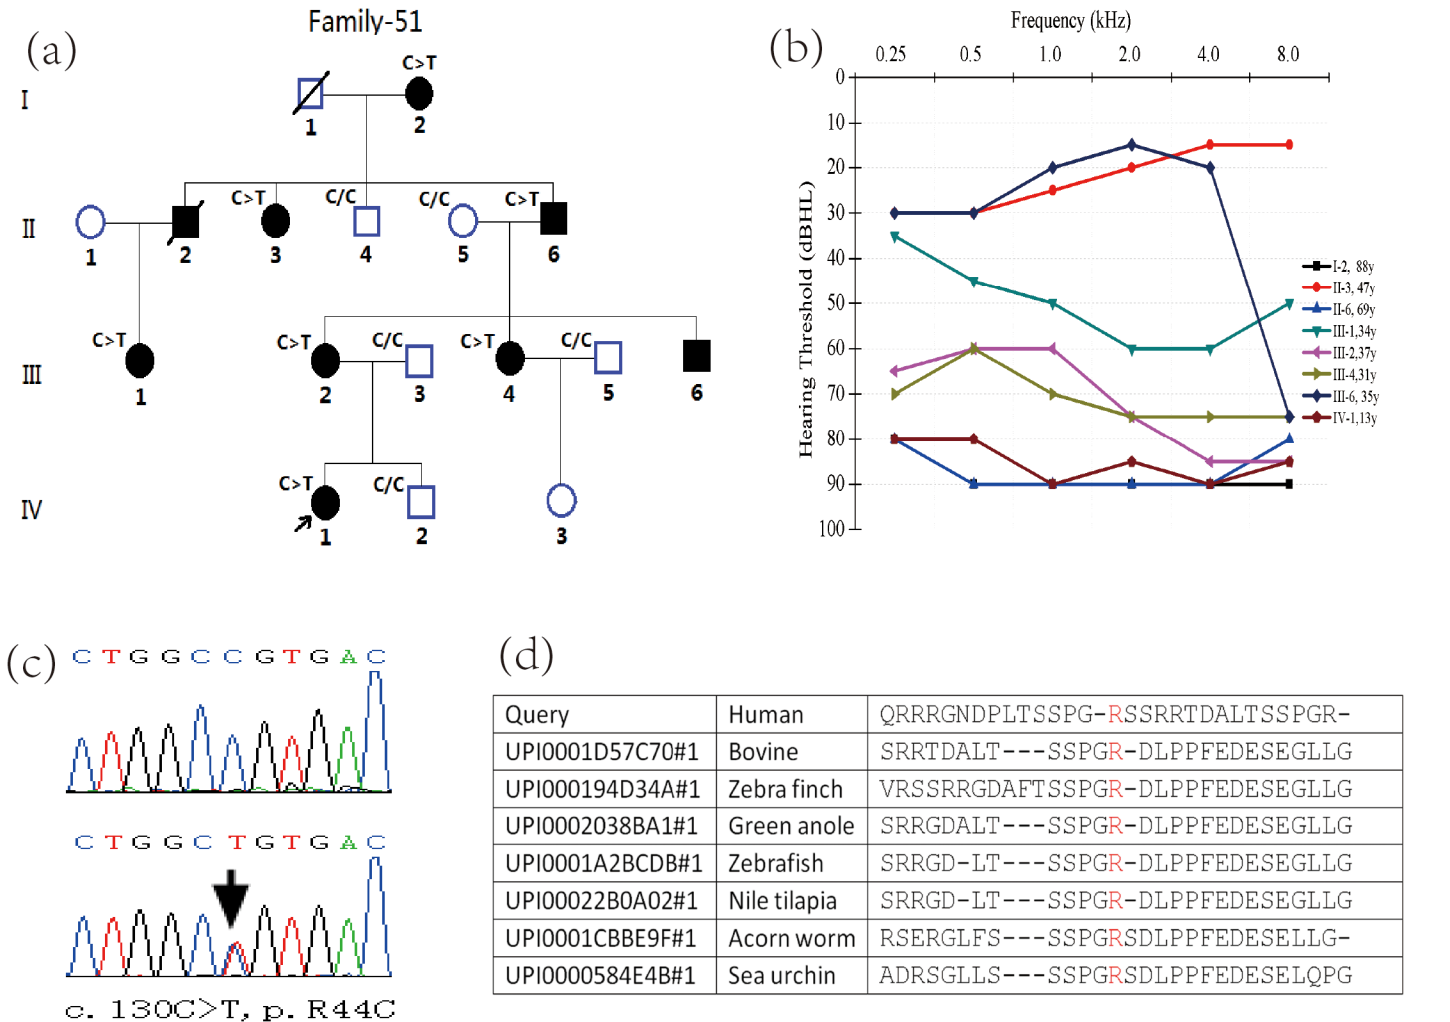 Family-51
(a)
I
C>T
1
2
II
C>T
C/C
C/C
C>T
1
2
3
4
5
6
III
C>T
C>T
C/C
C>T
C/C
1
2
3
4
5
6
IV
C>T
C/C
1
2
3
(b)
Frequency (kHz)
0.25 0.5 1.0 2.0 4.0 8.0
Hearing Threshold (dBHL)
0
10
20
30
40
50
60
70
80
90
100
I-2, 88y
II-3, 47y
II-6, 69y
III-1,34y
III-2,37y
III-4,31y
III-6, 35y
IV-1,13y
(c)
C T G G C C G T G A C
C T G G C T G T G A C
c. 130C>T, p. R44C
(d)
Query Human QRRRGNDPLTSSPG-RSSRRTDALTSSPGR-
UPI0001D57C70#1 Bovine SRRTDALT---SSPGR-DLPPFEDESEGLLG
UPI000194D34A#1 Zebra finch VRSSRRGDAFTSSPGR-DLPPFEDESEGLLG
UPI0002038BA1#1 Green anole SRRGDALT---SSPGR-DLPPFEDESEGLLG
UPI0001A2BCDB#1 Zebrafish SRRGD-LT---SSPGR-DLPPFEDESEGLLG
UPI00022B0A02#1 Nile tilapia SRRGD-LT---SSPGR-DLPPFEDESEGLLG
UPI0001CBBE9F#1 Acorn worm RSERGLFS---SSPGRSDLPPFEDESELLG-
UPI0000584E4B#1 Sea urchin ADRSGLLS---SSPGRSDLPPFEDESELQPG